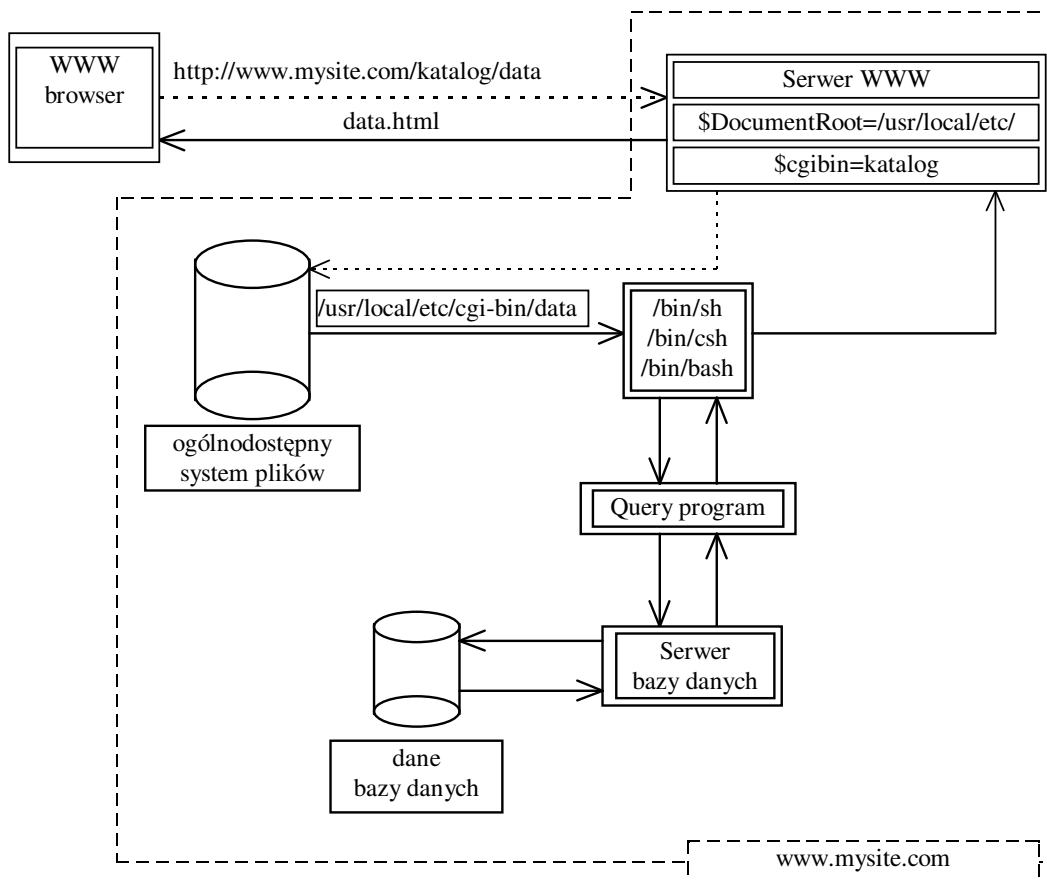 WWW
browser
http://www.mysite.com/katalog/data
data.html
Serwer WWW
$DocumentRoot=/usr/local/etc/
$cgibin=katalog
/usr/local/etc/cgi-bin/data
/bin/sh
/bin/csh
/bin/bash
ogólnodostępny
system plików
Query program
Serwer
bazy danych
dane
bazy danych
www.mysite.com